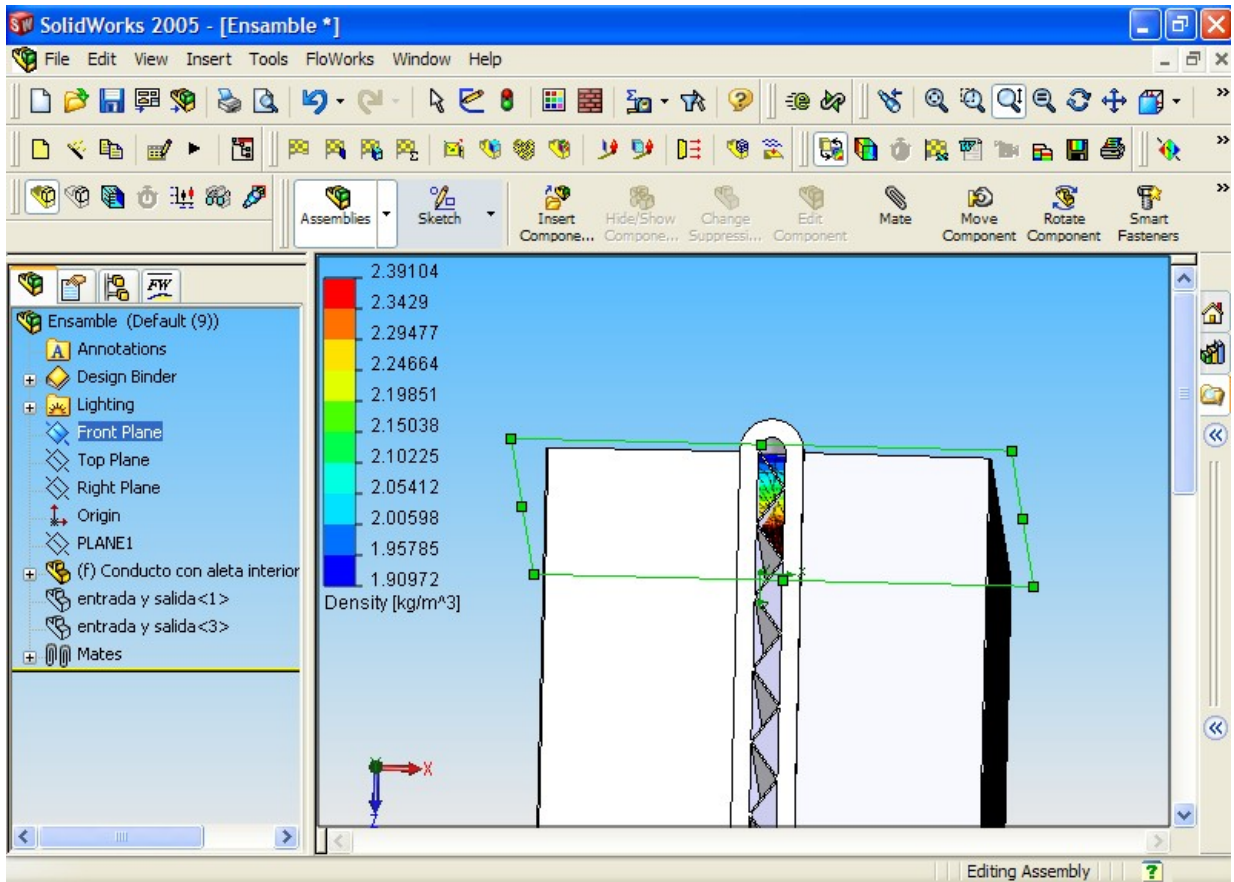 SolidWorks 2005 - [Ensamble *]
File Edit View Insert Tools FloWorks Window Help
Assemblies Sketch Insert Compone... Hide/Show Compone... Change Suppressi... Edit Component Mate Move Component Rotate Component Smart Fasteners
FW
Ensamble (Default (9))
A Annotations
Design Binder
Lighting
Front Plane
Top Plane
Right Plane
Origin
PLANE1
(f) Conducto con aleta interior
entrada y salida<1>
entrada y salida<3>
Mates
2.39104
2.3429
2.29477
2.24664
2.19851
2.15038
2.10225
2.05412
2.00598
1.95785
1.90972
Density [kg/m^3]
x
X
Z
Editing Assembly ?